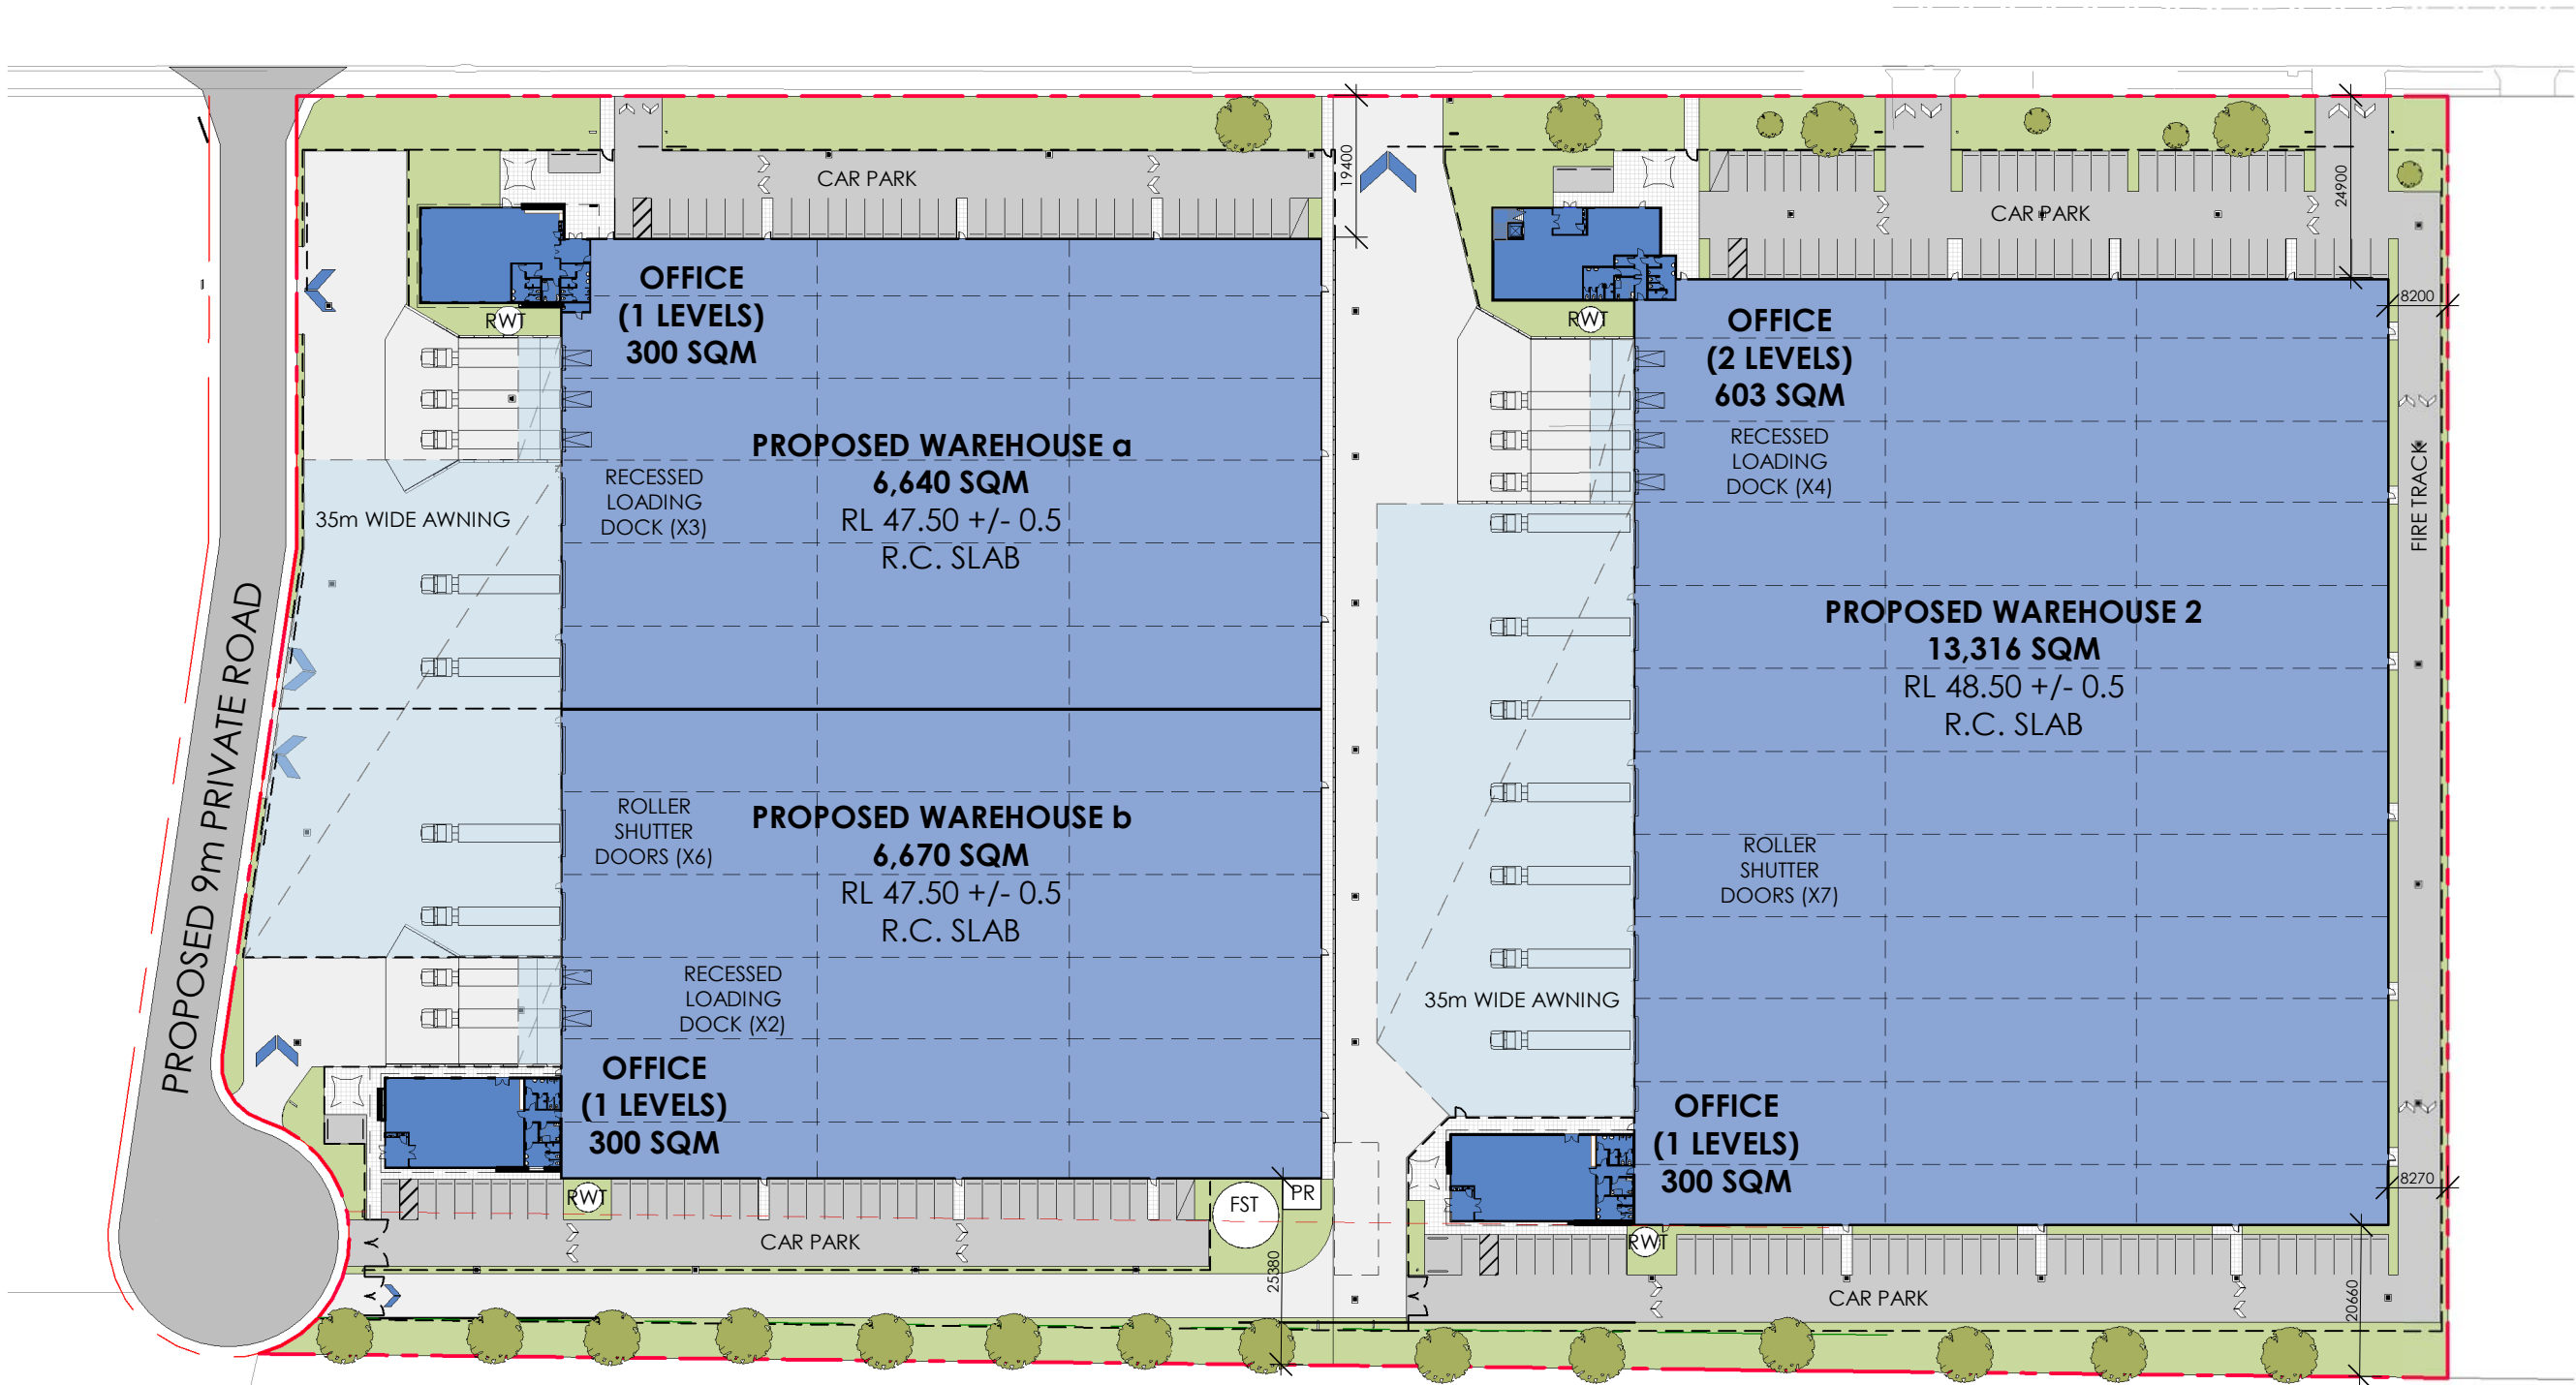 CAR PARK
19400
24900
CAR PARK
8200
RWT
RWT
OFFICE
(1 LEVELS)
300 SQM
OFFICE
(2 LEVELS)
603 SQM
PROPOSED WAREHOUSE a
6,640 SQM
RL 47.50 +/- 0.5
R.C. SLAB
RECESSED
LOADING
DOCK (X3)
35m WIDE AWNING
RECESSED
LOADING
DOCK (X4)
FIRE TRACK
PROPOSED 9m PRIVATE ROAD
PROPOSED WAREHOUSE 2
13,316 SQM
RL 48.50 +/- 0.5
R.C. SLAB
ROLLER
SHUTTER
DOORS (X6)
PROPOSED WAREHOUSE b
6,670 SQM
RL 47.50 +/- 0.5
R.C. SLAB
ROLLER
SHUTTER
DOORS (X7)
RECESSED
LOADING
DOCK (X2)
35m WIDE AWNING
OFFICE
(1 LEVELS)
300 SQM
OFFICE
(1 LEVELS)
300 SQM
8270
RWT
FST
PR
CAR PARK
25380
RWT
CAR PARK
20660